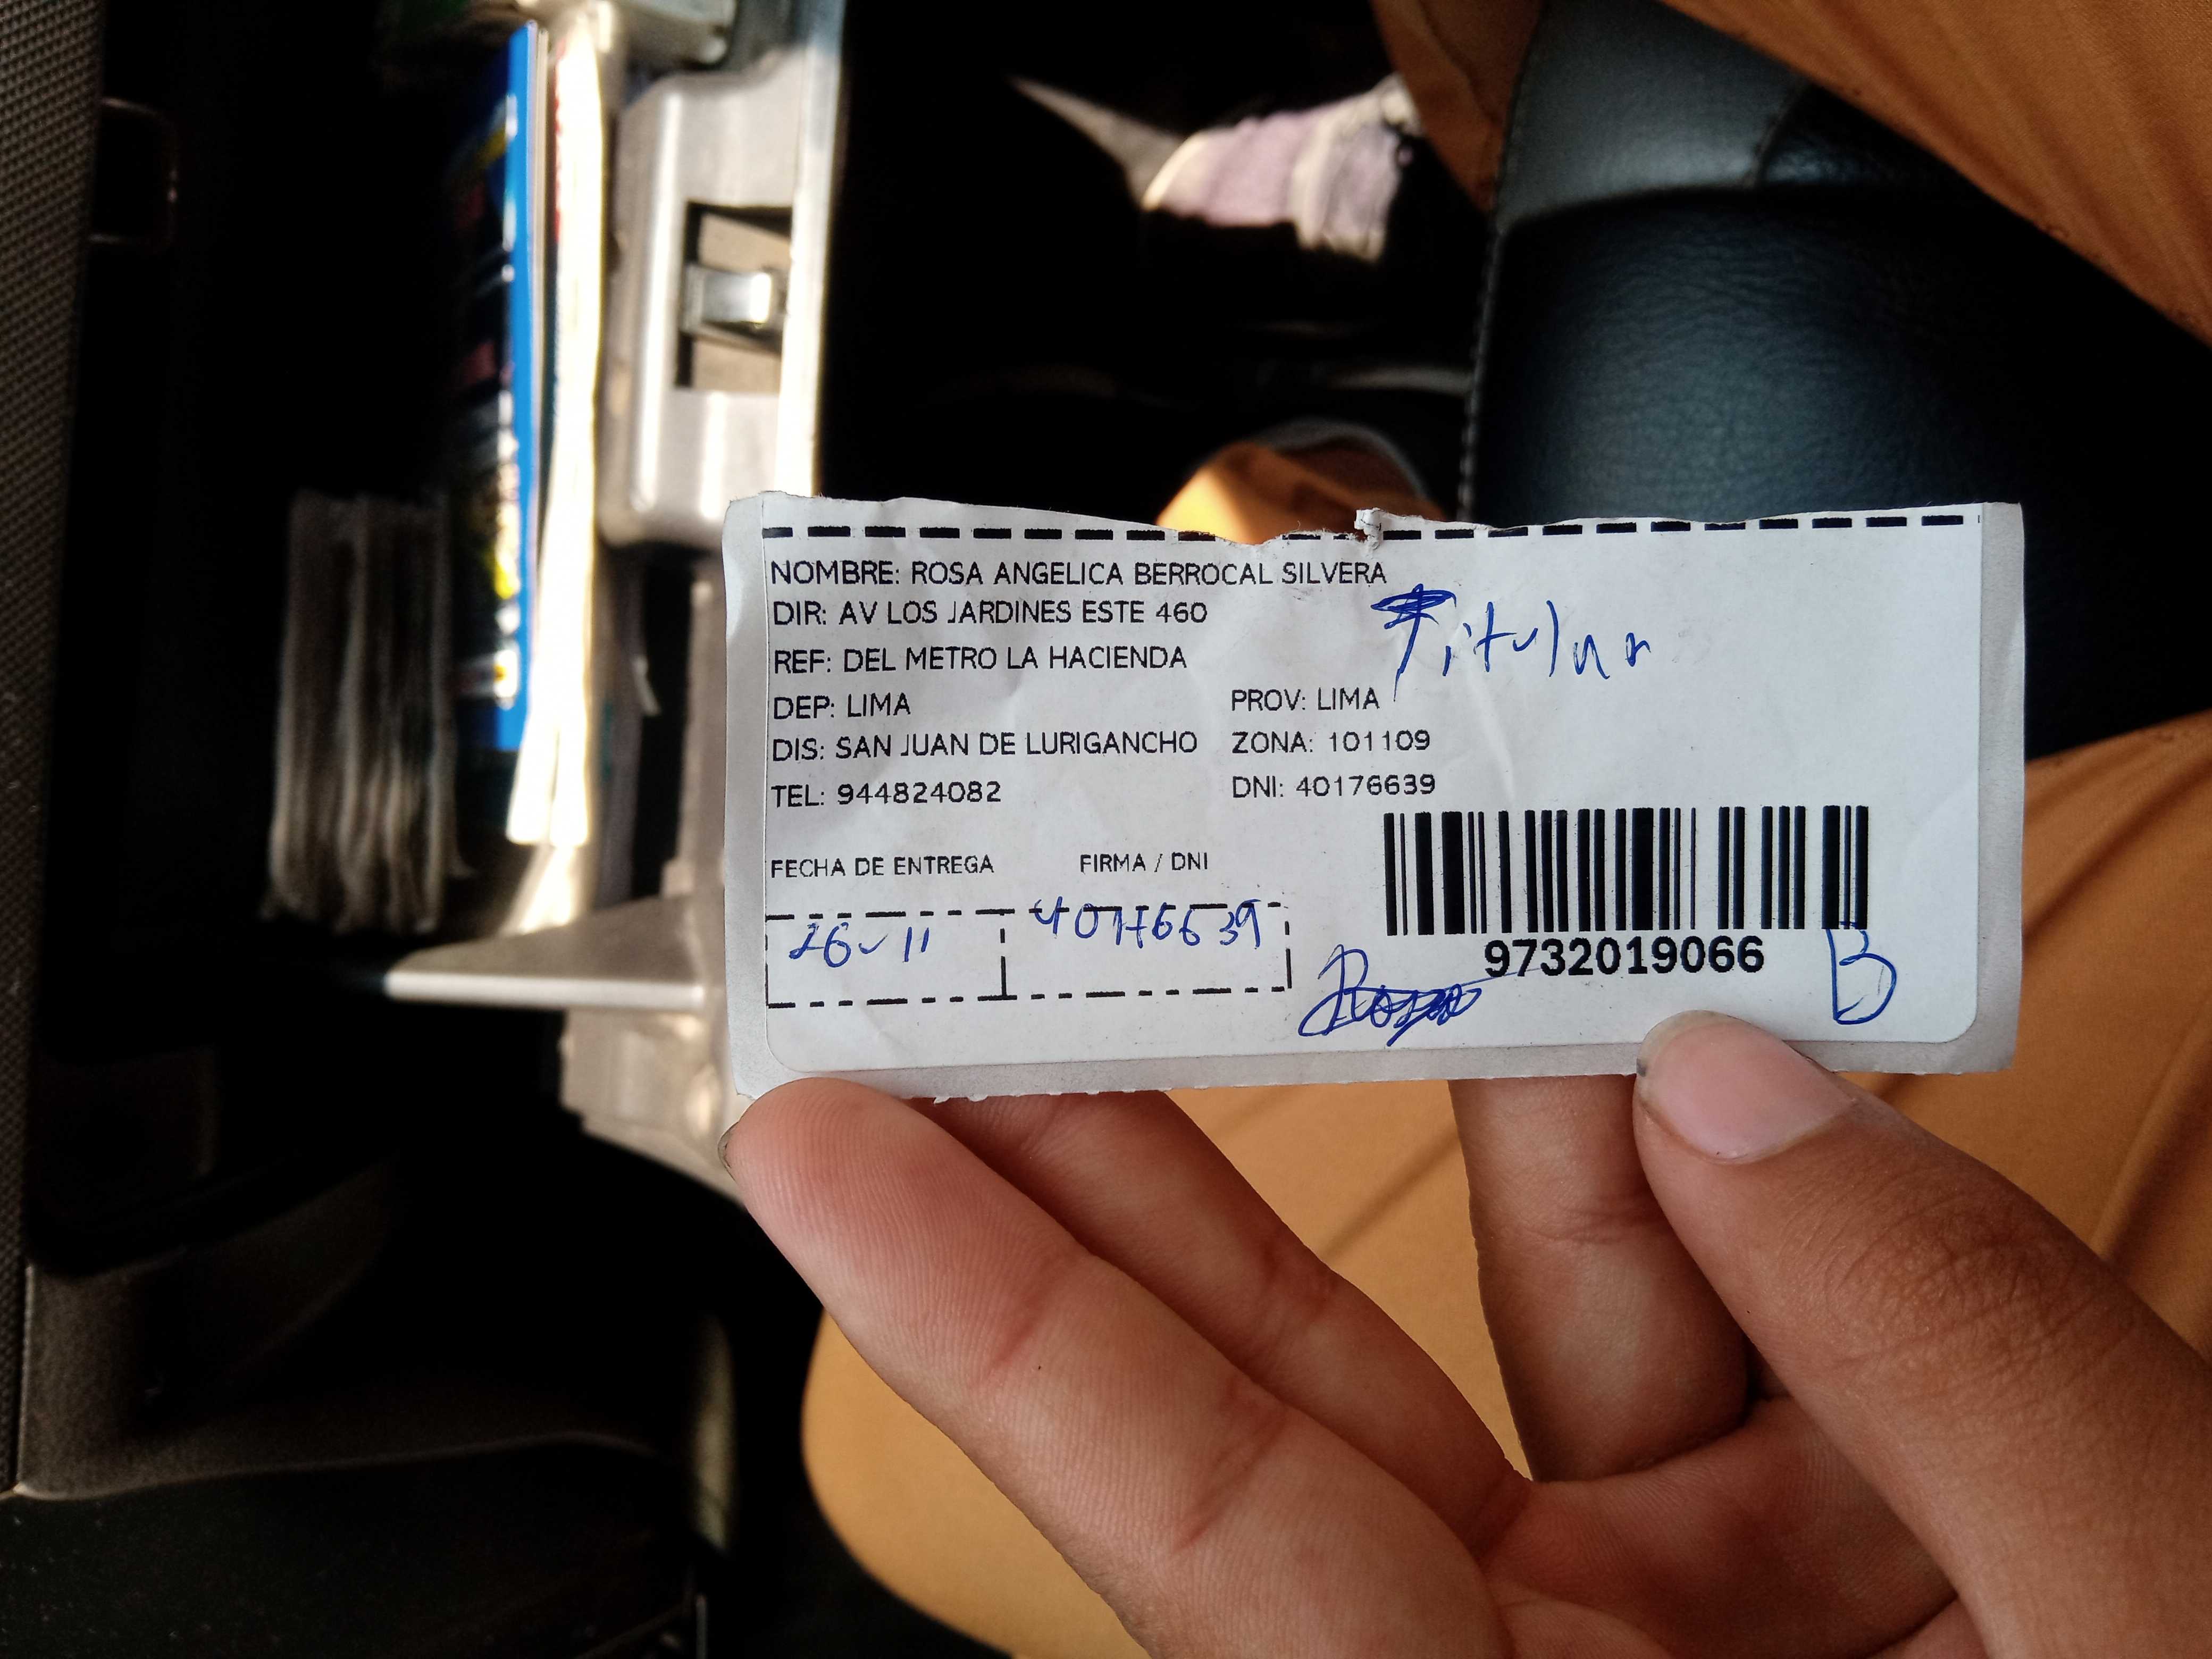 NOMBRE: ROSA ANGELICA BERROCAL SILVERA
DIR: AV LOS JARDINES ESTE 460
Titular
REF: DEL METRO LA HACIENDA
DEP: LIMA PROV: LIMA
DIS: SAN JUAN DE LURIGANCHO ZONA: 101109
TEL: 944824082 DNI: 40176639
FECHA DE ENTREGA FIRMA / DNI
26-11 40176639
9732019066 B